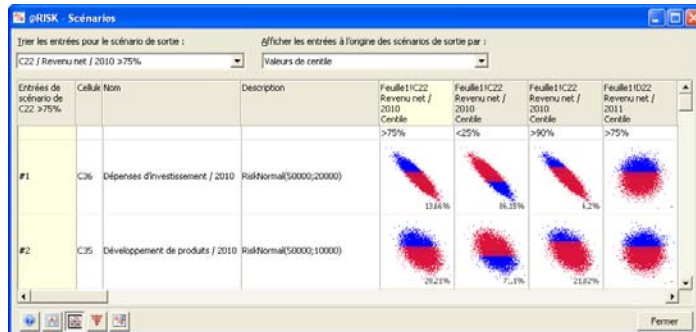 @RISK - Scénarios
Trier les entrées pour le scénario de sortie :
Afficher les entrées à l'origine des scénarios de sortie par :
C22 / Revenu net / 2010 >75%
Valeurs de centile
Entrées de scénario de C22 >75%
Cellule
Nom
Description
Feuille1!C22 Revenu net / 2010 Centile
Feuille1!C22 Revenu net / 2010 Centile
Feuille1!C22 Revenu net / 2010 Centile
Feuille1!D22 Revenu net / 2011 Centile
>75%
<25%
>90%
>75%
#1
C36
Dépenses d'investissement / 2010
RiskNormal(50000;20000)
13,66%
86,15%
6,2%
#2
C35
Développement de produits / 2010
RiskNormal(50000;10000)
29,21%
21,02%
Fermer